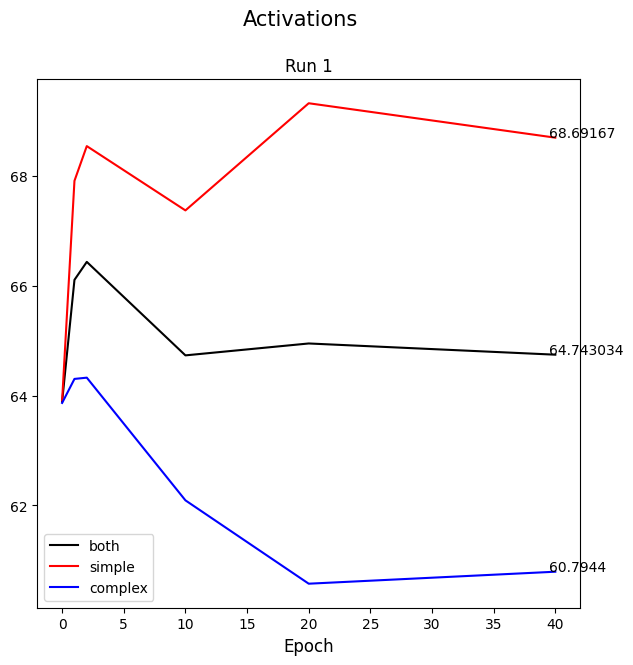 Activations
Run 1
68.69167
68
66
64.743034
64
62
60.7944
both
simple
complex
0 5 10 15 20 25 30 35 40
Epoch